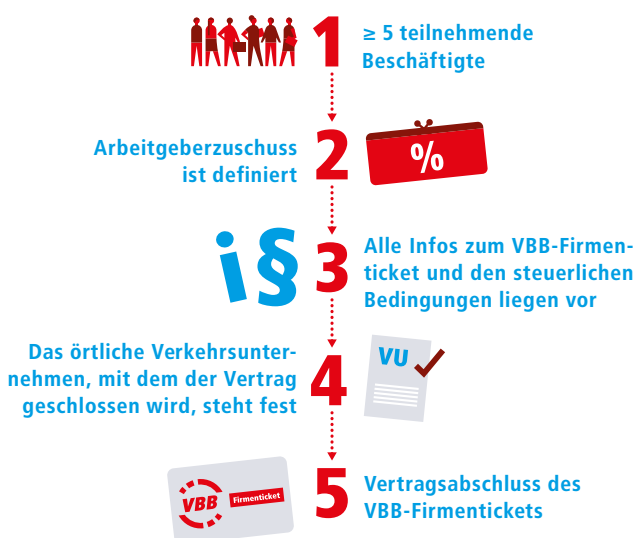 1
≥ 5 teilnehmende
Beschäftigte
Arbeitgeberzuschuss
ist definiert
2
%
i§
3
Alle Infos zum VBB-Firmen-
ticket und den steuerlichen
Bedingungen liegen vor
Das örtliche Verkehrsunter-
nehmen, mit dem der Vertrag
geschlossen wird, steht fest
4
VU
VBB
Firmenticket
5
Vertragsabschluss des
VBB-Firmentickets